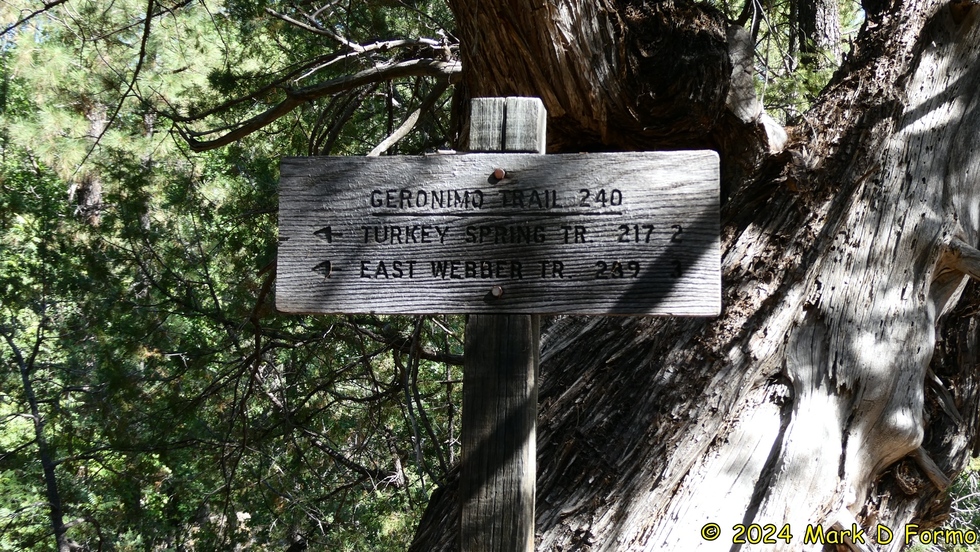 GERONIMO TRAIL 240
TURKEY SPRING TR. 217 2
EAST WEBBER TR. 289 3
© 2024 Mark D Formo